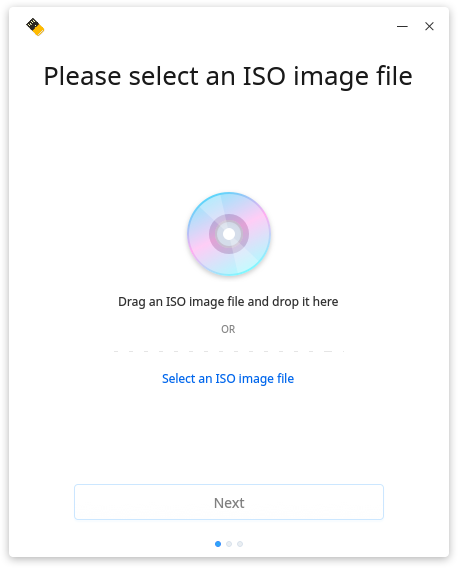 Please select an ISO image file
Drag an ISO image file and drop it here
OR
Select an ISO image file
Next